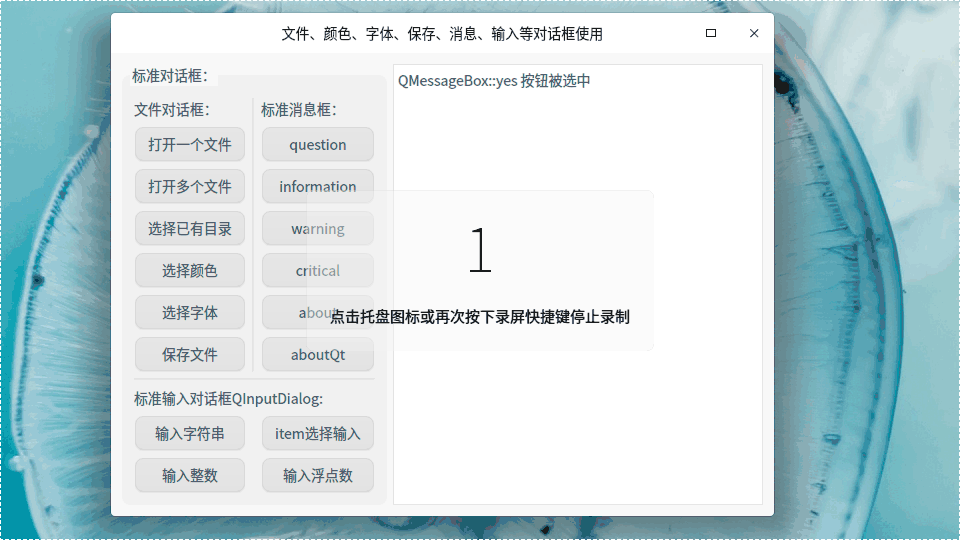 文件、颜色、字体、保存、消息、输入等对话框使用
标准对话框：
文件对话框：
打开一个文件
打开多个文件
选择已有目录
选择颜色
选择字体
保存文件
标准消息框：
question
information
warning
critical
about
aboutQt
标准输入对话框QInputDialog:
输入字符串
item选择输入
输入整数
输入浮点数
QMessageBox::yes 按钮被选中
1
点击托盘图标或再次按下录屏快捷键停止录制